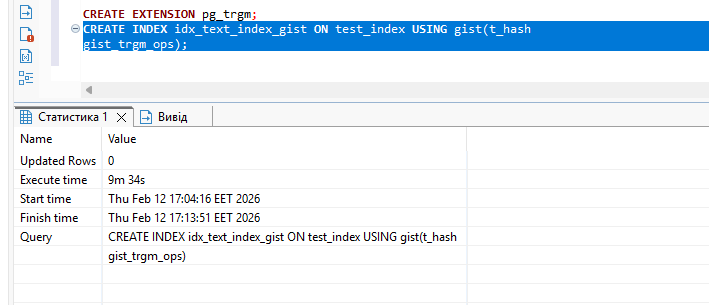 CREATE EXTENSION pg_trgm;
CREATE INDEX idx_text_index_gist ON test_index USING gist(t_hash
gist_trgm_ops);
Статистика 1
Вивід
Name Value
Updated Rows 0
Execute time 9m 34s
Start time Thu Feb 12 17:04:16 EET 2026
Finish time Thu Feb 12 17:13:51 EET 2026
Query CREATE INDEX idx_text_index_gist ON test_index USING gist(t_hash
gist_trgm_ops)